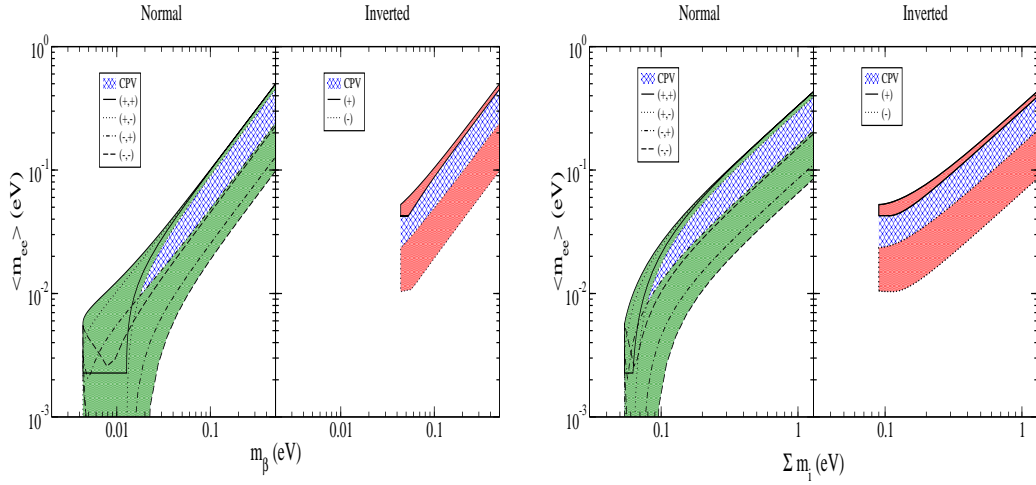 Normal
Inverted
Normal
Inverted
10^0
10^-1
10^-2
10^-3
<m_ee> (eV)
CPV
(+,+)
(+,-)
(-,+)
(-,-)
CPV
(+)
(-)
0.01
0.1
0.01
0.1
m_β (eV)
10^0
10^-1
10^-2
10^-3
<m_ee> (eV)
CPV
(+,+)
(+,-)
(-,+)
(-,-)
CPV
(+)
(-)
0.1
1
0.1
1
Σ m_i (eV)